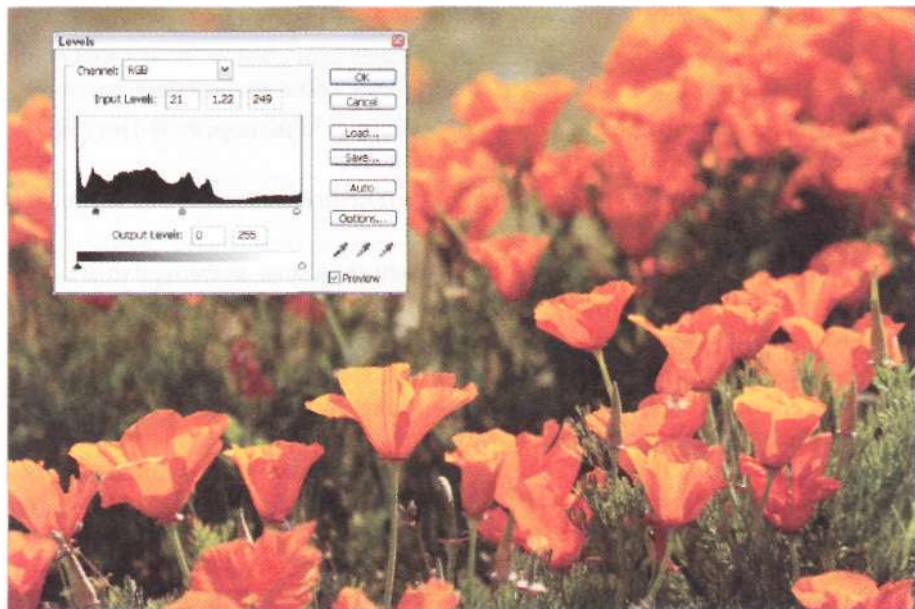 Levels
Channel: RGB
OK
Input Levels: 21 1.22 249
Cancel
Load...
Save...
Auto
Options...
Output Levels: 0 255
Preview